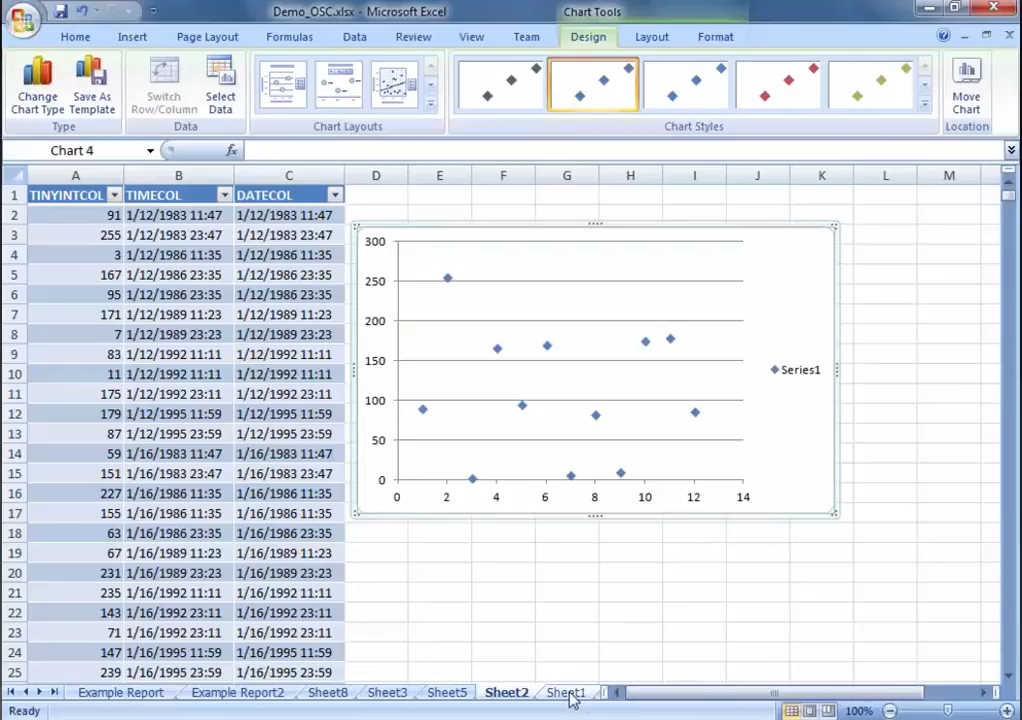 Demo_OSC.xlsx - Microsoft Excel
Chart Tools
Home Insert Page Layout Formulas Data Review View Team Design Layout Format
Change Chart Type
Save As Template
Switch Row/Column
Select Data
Move Chart
Type Data Chart Layouts Chart Styles Location
Chart 4 fx
A B C D E F G H I J K L M
1 TINYINTCOL TIMECOL DATECOL
2 91 1/12/1983 11:47 1/12/1983 11:47
3 255 1/12/1983 23:47 1/12/1983 23:47
4 3 1/12/1986 11:35 1/12/1986 11:35
5 167 1/12/1986 23:35 1/12/1986 23:35
6 95 1/12/1986 23:35 1/12/1986 23:35
7 171 1/12/1989 11:23 1/12/1989 11:23
8 7 1/12/1989 23:23 1/12/1989 23:23
9 83 1/12/1992 11:11 1/12/1992 11:11
10 11 1/12/1992 11:11 1/12/1992 11:11
11 175 1/12/1992 23:11 1/12/1992 23:11
12 179 1/12/1995 11:59 1/12/1995 11:59
13 87 1/12/1995 23:59 1/12/1995 23:59
14 59 1/16/1983 11:47 1/16/1983 11:47
15 151 1/16/1983 23:47 1/16/1983 23:47
16 227 1/16/1986 11:35 1/16/1986 11:35
17 155 1/16/1986 11:35 1/16/1986 11:35
18 63 1/16/1986 23:35 1/16/1986 23:35
19 67 1/16/1989 11:23 1/16/1989 11:23
20 231 1/16/1989 23:23 1/16/1989 23:23
21 235 1/16/1992 11:11 1/16/1992 11:11
22 143 1/16/1992 23:11 1/16/1992 23:11
23 71 1/16/1992 23:11 1/16/1992 23:11
24 147 1/16/1995 11:59 1/16/1995 11:59
25 239 1/16/1995 23:59 1/16/1995 23:59
300
250
200
150
100
50
0
0 2 4 6 8 10 12 14
Series1
Example Report Example Report2 Sheet8 Sheet3 Sheet5 Sheet2 Sheet1
Ready 100%